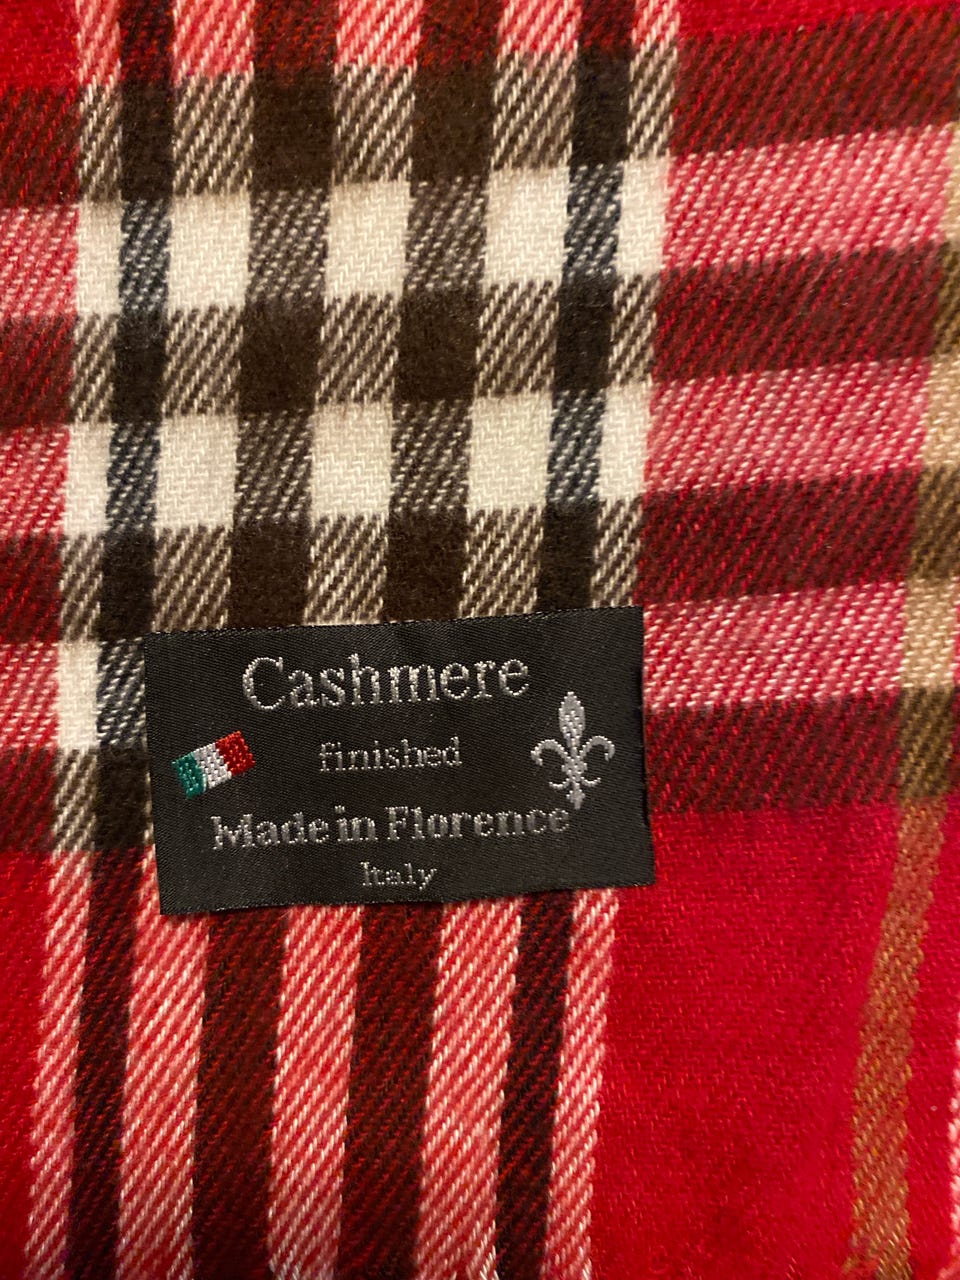 Cashmere
finished
Made in Florence
Italy